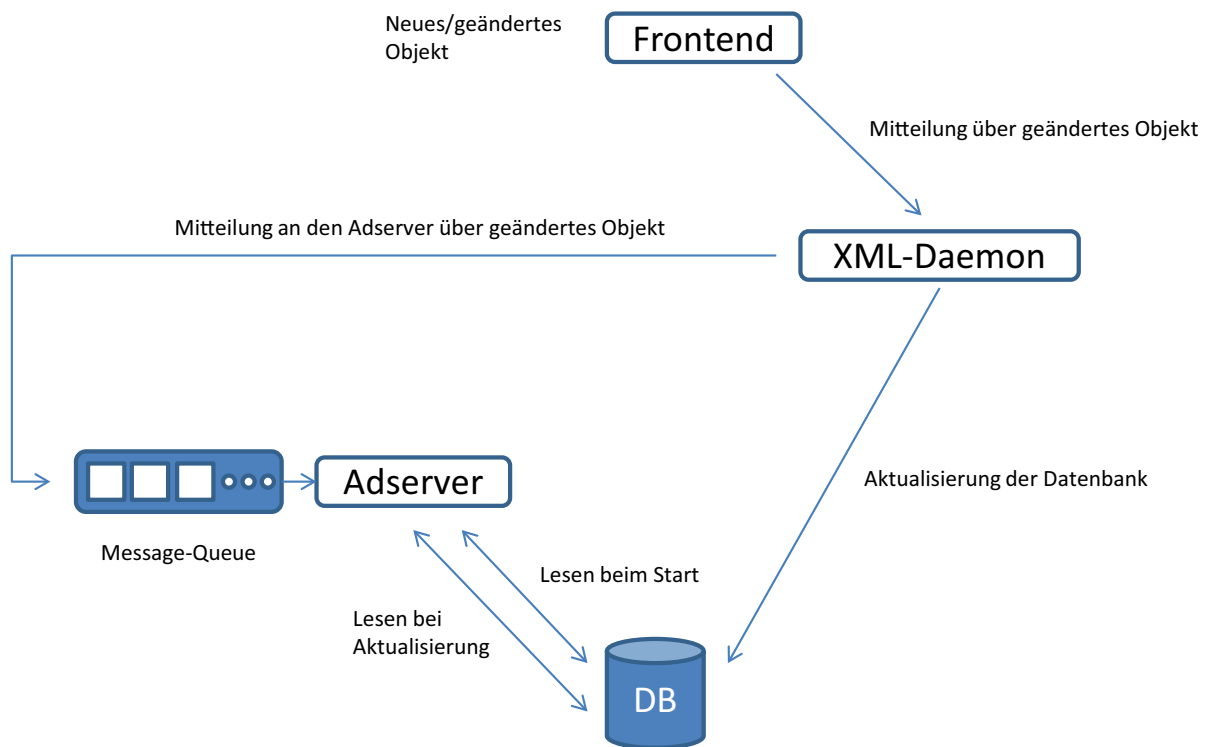 Neues/geändertes
Objekt
Frontend
Mitteilung über geändertes Objekt
Mitteilung an den Adserver über geändertes Objekt
XML-Daemon
Adserver
Aktualisierung der Datenbank
Message-Queue
Lesen beim Start
Lesen bei
Aktualisierung
DB